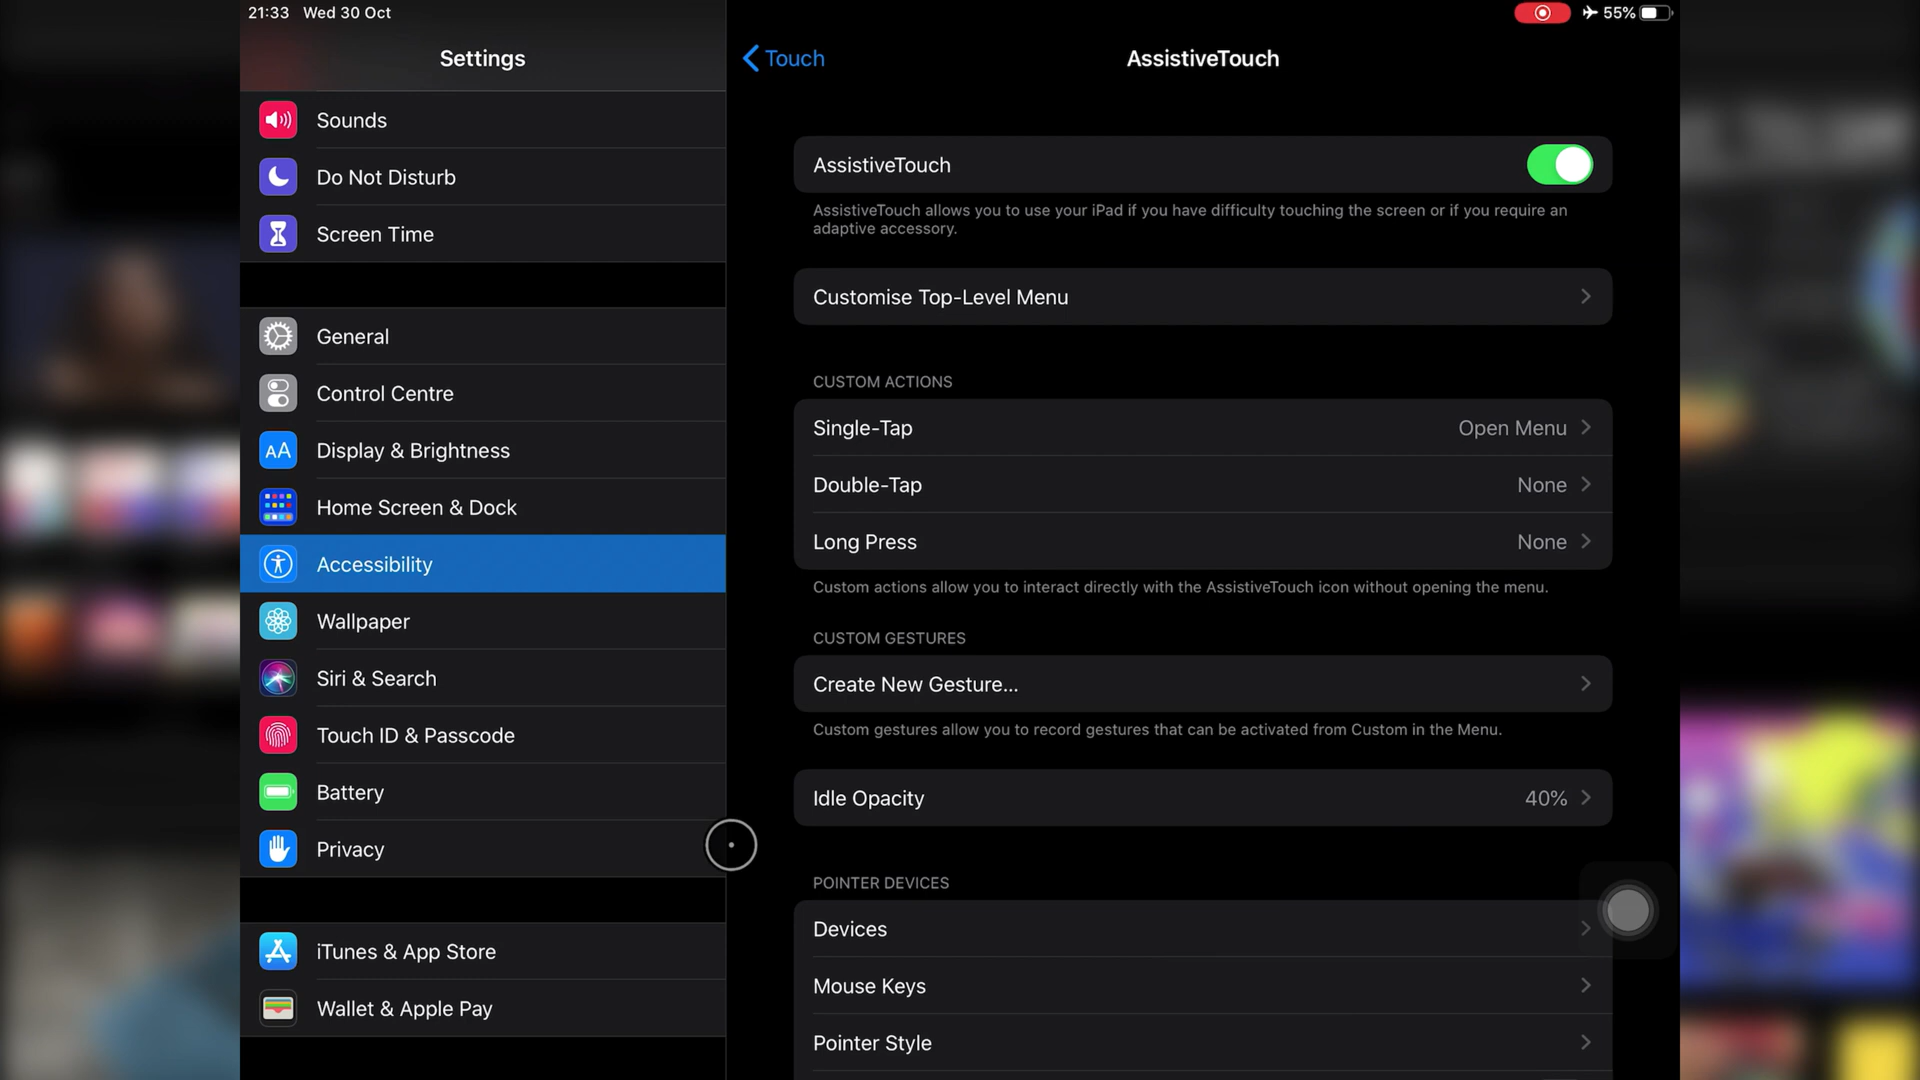 21:33 Wed 30 Oct
55%
Settings
Sounds
Do Not Disturb
Screen Time
General
Control Centre
Display & Brightness
Home Screen & Dock
Accessibility
Wallpaper
Siri & Search
Touch ID & Passcode
Battery
Privacy
iTunes & App Store
Wallet & Apple Pay
Touch
AssistiveTouch
AssistiveTouch
AssistiveTouch allows you to use your iPad if you have difficulty touching the screen or if you require an
adaptive accessory.
Customise Top-Level Menu
CUSTOM ACTIONS
Single-Tap Open Menu
Double-Tap None
Long Press None
Custom actions allow you to interact directly with the AssistiveTouch icon without opening the menu.
CUSTOM GESTURES
Create New Gesture...
Custom gestures allow you to record gestures that can be activated from Custom in the Menu.
Idle Opacity 40%
POINTER DEVICES
Devices
Mouse Keys
Pointer Style